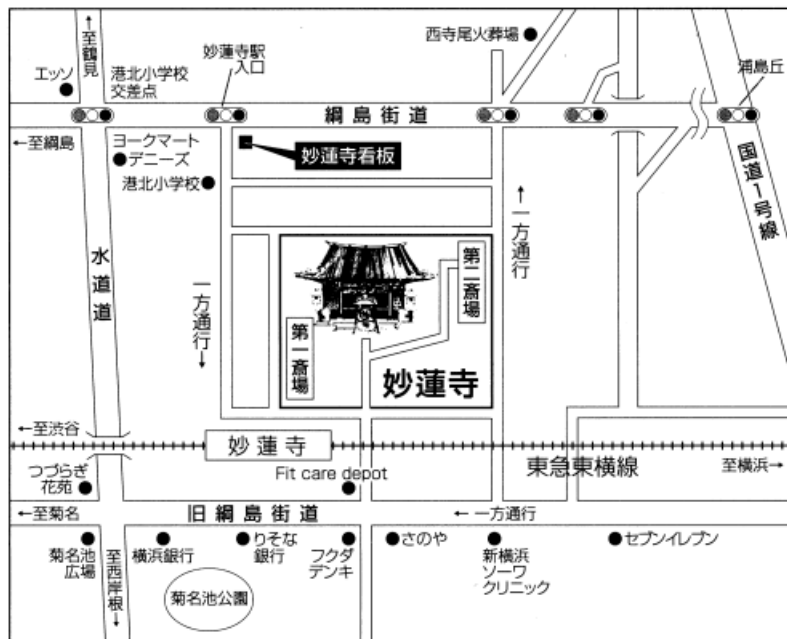 ↑至鶴見
エッソ
港北小学校
交差点
妙蓮寺駅
入口
西寺尾火葬場
浦島丘
綱島街道
←至綱島
ヨークマート
デニーズ
妙蓮寺看板
港北小学校
国道1号線
水道道
一方通行↓
←一方通行
第二斎場
第一斎場
妙蓮寺
←至渋谷
妙蓮寺
東急東横線
至横浜→
つづらぎ
花苑
Fit care depot
←至菊名
旧綱島街道
←一方通行
菊名池
広場
至西岸根→
横浜銀行
りそな
銀行
フクダ
デンキ
さのや
新横浜
ソーワ
クリニック
セブンイレブン
菊名池公園